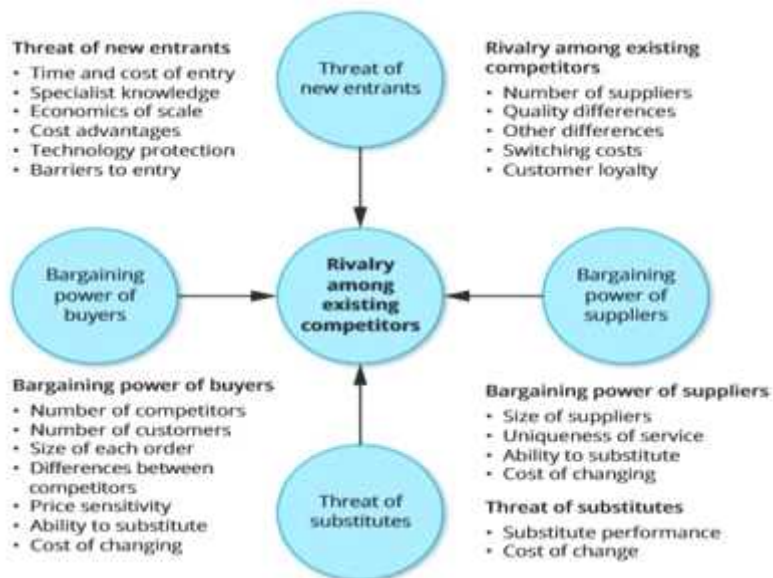 Threat of new entrants
• Time and cost of entry
• Specialist knowledge
• Economics of scale
• Cost advantages
• Technology protection
• Barriers to entry
Threat of
new entrants
Rivalry among existing
competitors
• Number of suppliers
• Quality differences
• Other differences
• Switching costs
• Customer loyalty
Bargaining
power of
buyers
Rivalry
among
existing
competitors
Bargaining
power of
suppliers
Bargaining power of buyers
• Number of competitors
• Number of customers
• Size of each order
• Differences between
competitors
• Price sensitivity
• Ability to substitute
• Cost of changing
Threat of
substitutes
Bargaining power of suppliers
• Size of suppliers
• Uniqueness of service
• Ability to substitute
• Cost of changing
Threat of substitutes
• Substitute performance
• Cost of change